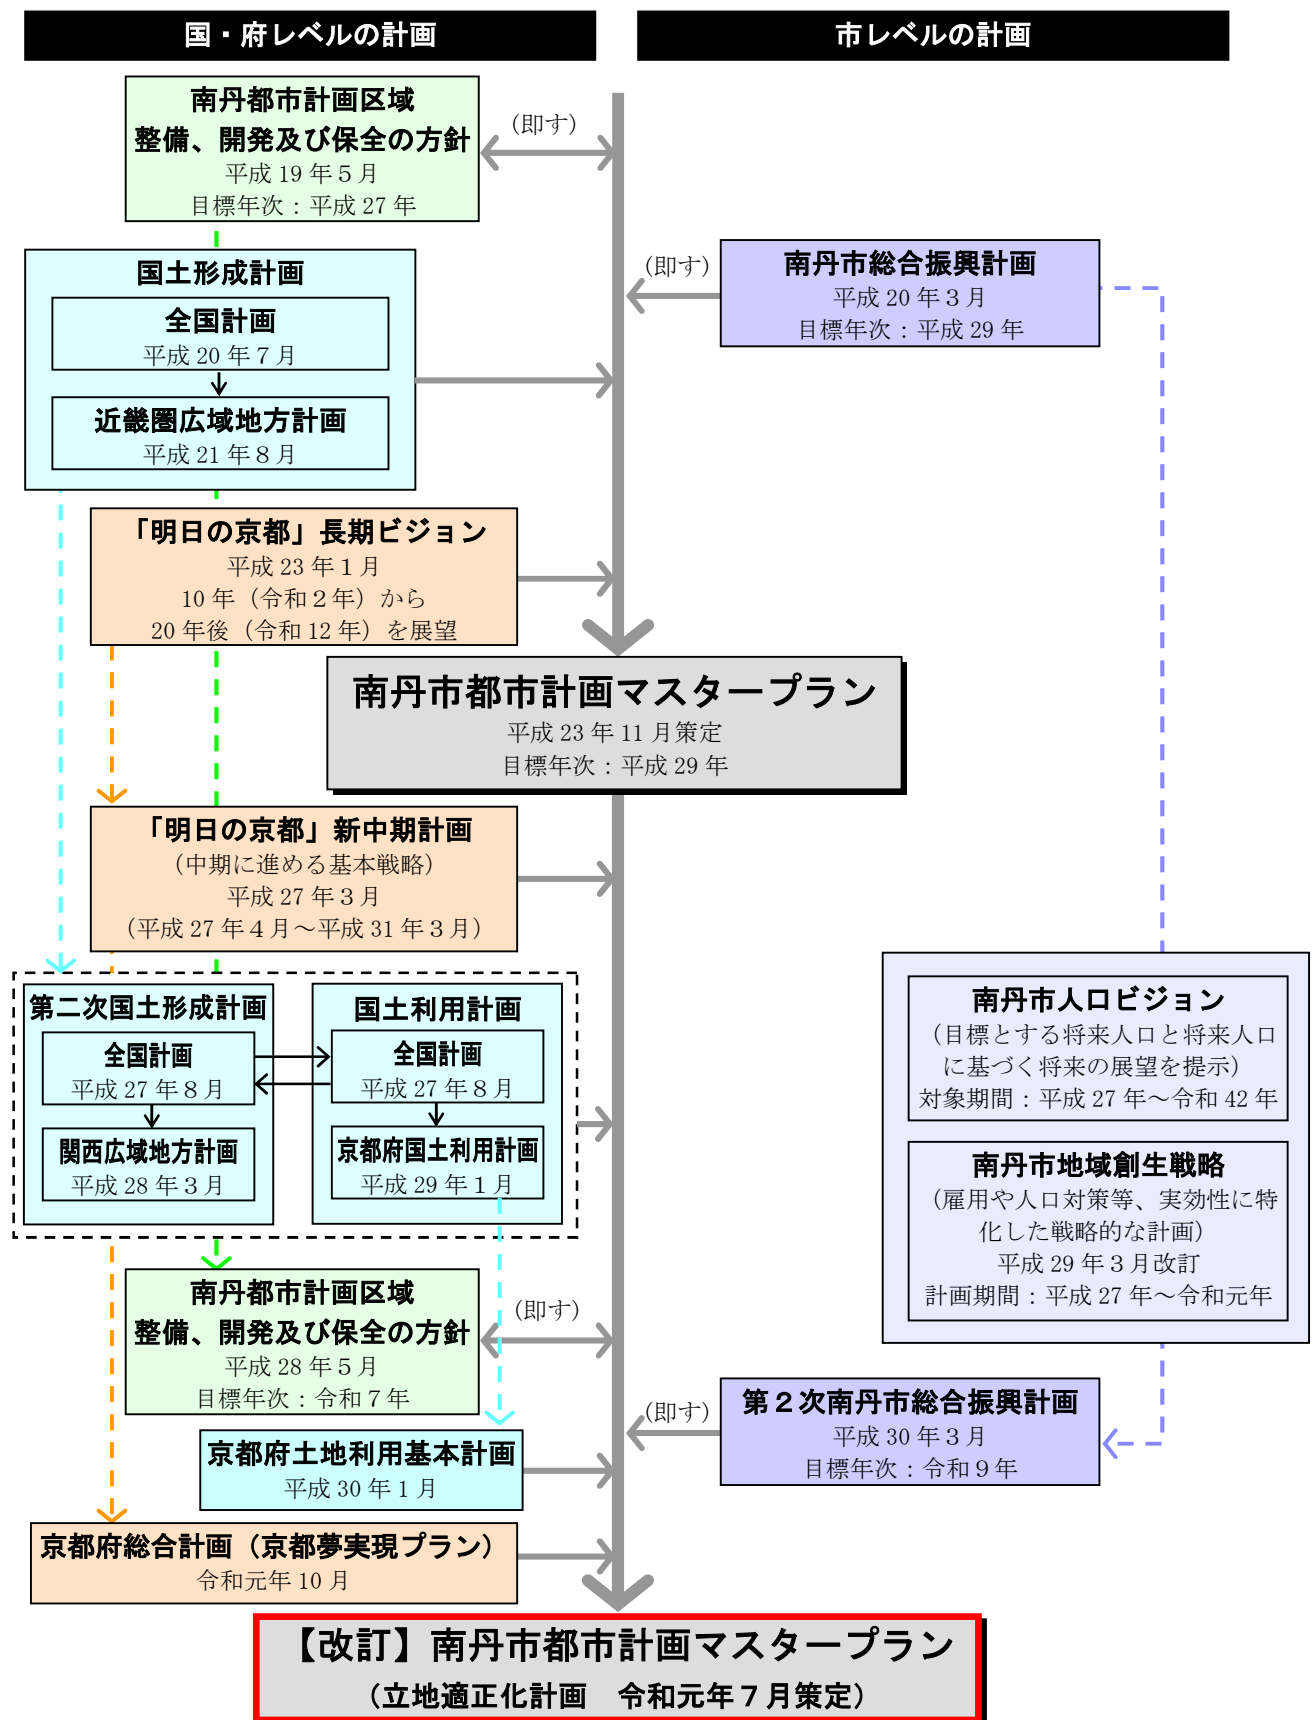 国・府レベルの計画
市レベルの計画
南丹都市計画区域
整備、開発及び保全の方針
平成 19 年５月
目標年次：平成 27 年
(即す)
国土形成計画
全国計画
平成 20 年７月
近畿圏広域地方計画
平成 21 年８月
(即す)
南丹市総合振興計画
平成 20 年３月
目標年次：平成 29 年
「明日の京都」長期ビジョン
平成 23 年１月
10 年（令和２年）から
20 年後（令和 12 年）を展望
南丹市都市計画マスタープラン
平成 23 年 11 月策定
目標年次：平成 29 年
「明日の京都」新中期計画
（中期に進める基本戦略）
平成 27 年３月
（平成 27 年４月～平成 31 年３月）
第二次国土形成計画
全国計画
平成 27 年８月
関西広域地方計画
平成 28 年３月
国土利用計画
全国計画
平成 27 年８月
京都府国土利用計画
平成 29 年１月
南丹市人口ビジョン
（目標とする将来人口と将来人口
に基づく将来の展望を提示）
対象期間：平成 27 年～令和 42 年
南丹市地域創生戦略
（雇用や人口対策等、実効性に特
化した戦略的な計画）
平成 29 年３月改訂
計画期間：平成 27 年～令和元年
南丹都市計画区域
整備、開発及び保全の方針
平成 28 年５月
目標年次：令和７年
(即す)
(即す)
第２次南丹市総合振興計画
平成 30 年３月
目標年次：令和９年
京都府土地利用基本計画
平成 30 年１月
京都府総合計画（京都夢実現プラン）
令和元年 10 月
【改訂】南丹市都市計画マスタープラン
（立地適正化計画　令和元年７月策定）